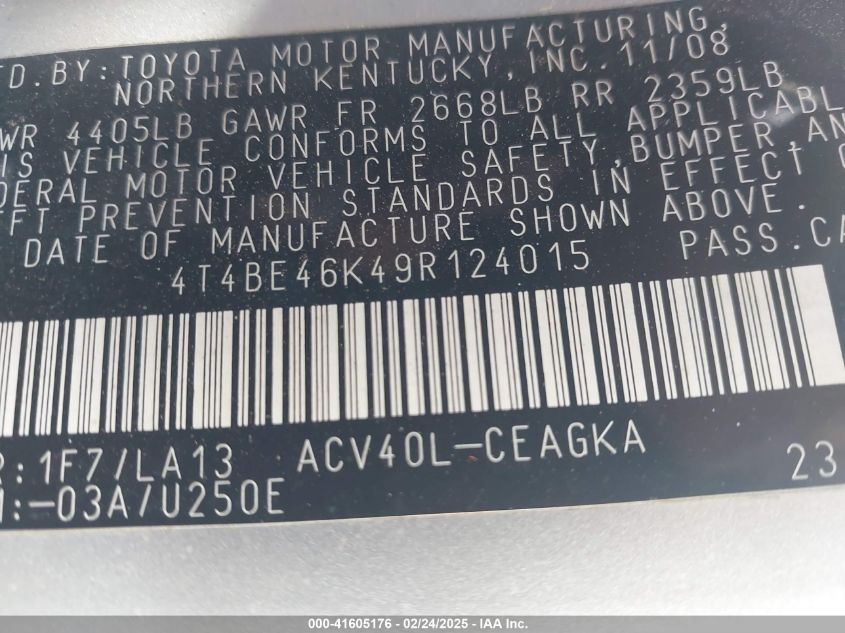 FD.BY:TOYOTA MOTOR MANUFACTURING,
NORTHERN KENTUCKY,INC.11/08
WR 4405LB GAWR FR 2668LB RR 2359LB
IS VEHICLE CONFORMS TO ALL APPLICABL
DERAL MOTOR VEHICLE SAFETY,BUMPER,AN
EFT PREVENTION STANDARDS IN EFFECT O
DATE OF MANUFACTURE SHOWN ABOVE.
4T4BE46K49R124015 PASS.CA
R:1F7/LA13 ACV40L-CEAGKA 23
M:-03A/U250E
000-41605176 - 02/24/2025 - IAA Inc.